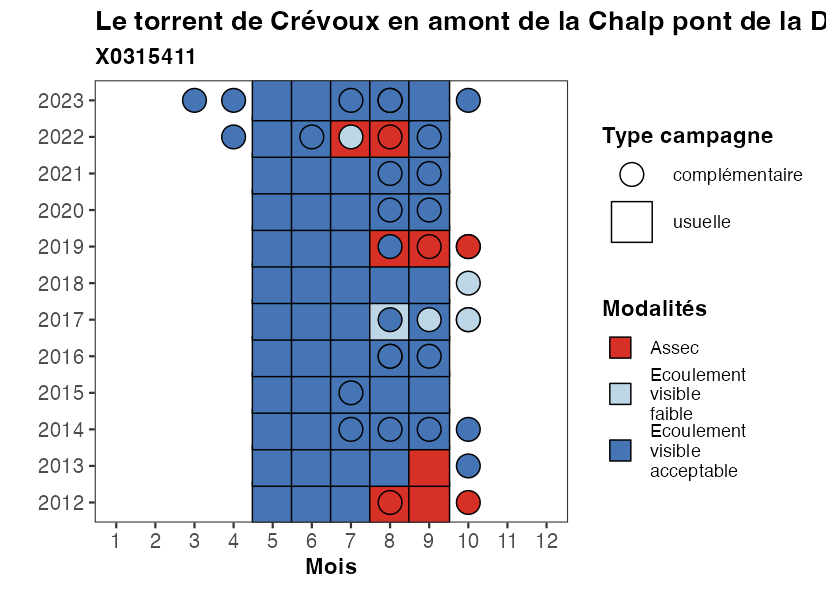 Le torrent de Crévoux en amont de la Chalp pont de la D
X0315411
2023
2022
2021
2020
2019
2018
2017
2016
2015
2014
2013
2012
1 2 3 4 5 6 7 8 9 10 11 12
Mois
Type campagne
complémentaire
usuelle
Modalités
Assec
Ecoulement
visible
faible
Ecoulement
visible
acceptable